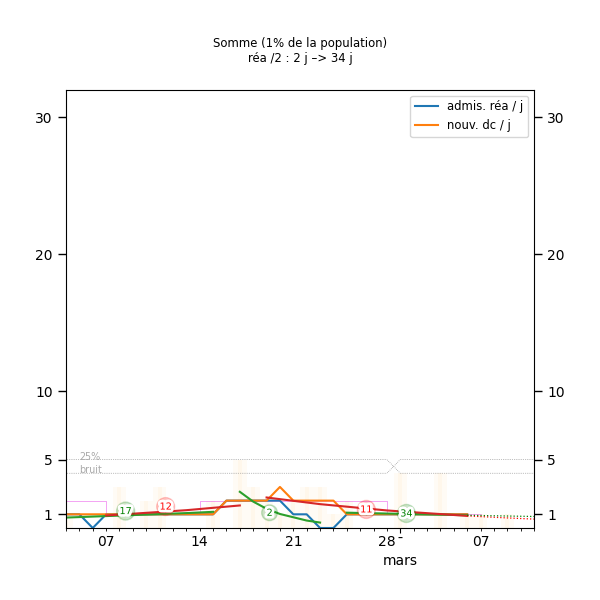 Somme (1% de la population)
réa /2 : 2 j –> 34 j
admis. réa / j
nouv. dc / j
30 30
20 20
10 10
5 5
25%
bruit
1 1
17 12 2 11 34
07 14 21 28 07
mars